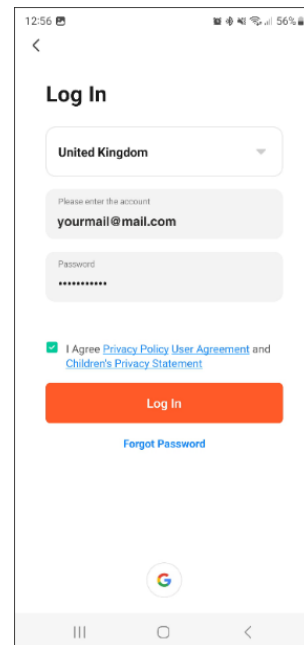 12:56
56%
Log In
United Kingdom
Please enter the account
yourmail@mail.com
Password
•••••••••••
I Agree Privacy Policy User Agreement and
Children's Privacy Statement
Log In
Forgot Password
G